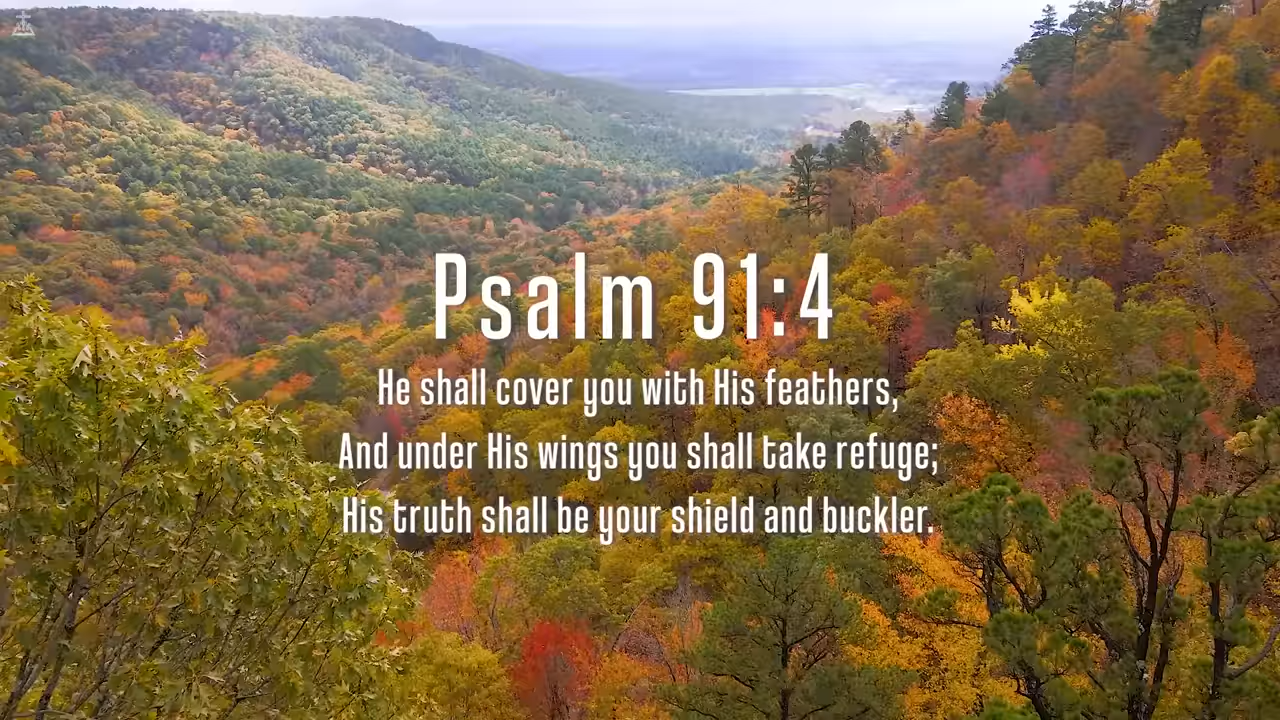 Psalm 91:4
He shall cover you with His feathers,
And under His wings you shall take refuge;
His truth shall be your shield and buckler.